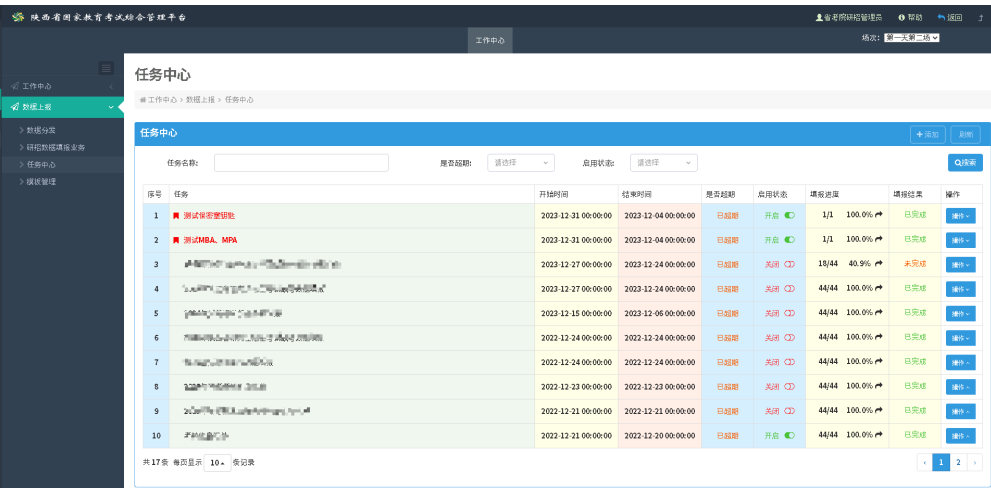 陕西省国家教育考试综合管理平台 省考院研招管理员 帮助 返回
工作中心 场次: 第一天第二场
工作中心
数据上报
数据分发
研招数据填报业务
任务中心
模板管理
任务中心
工作中心 > 数据上报 > 任务中心
任务中心 +添加 刷新
任务名称: 是否超期: 请选择 启用状态: 请选择 搜索
序号 任务 开始时间 结束时间 是否超期 启用状态 填报进度 填报结果 操作
1 测试保密室钥匙 2023-12-31 00:00:00 2023-12-04 00:00:00 已超期 开启 1/1 100.0% 已完成 操作
2 测试MBA、MPA 2023-12-31 00:00:00 2023-12-04 00:00:00 已超期 开启 1/1 100.0% 已完成 操作
3 2023-12-27 00:00:00 2023-12-24 00:00:00 已超期 关闭 18/44 40.9% 未完成 操作
4 2023-12-27 00:00:00 2023-12-24 00:00:00 已超期 关闭 44/44 100.0% 已完成 操作
5 2023-12-15 00:00:00 2023-12-06 00:00:00 已超期 关闭 44/44 100.0% 已完成 操作
6 2022-12-24 00:00:00 2022-12-24 00:00:00 已超期 关闭 44/44 100.0% 已完成 操作
7 2022-12-24 00:00:00 2022-12-24 00:00:00 已超期 关闭 44/44 100.0% 已完成 操作
8 2022-12-23 00:00:00 2022-12-23 00:00:00 已超期 关闭 44/44 100.0% 已完成 操作
9 2022-12-21 00:00:00 2022-12-21 00:00:00 已超期 关闭 44/44 100.0% 已完成 操作
10 2022-12-21 00:00:00 2022-12-20 00:00:00 已超期 开启 44/44 100.0% 已完成 操作
共17条 每页显示 10 条记录 ‹ 1 2 ›